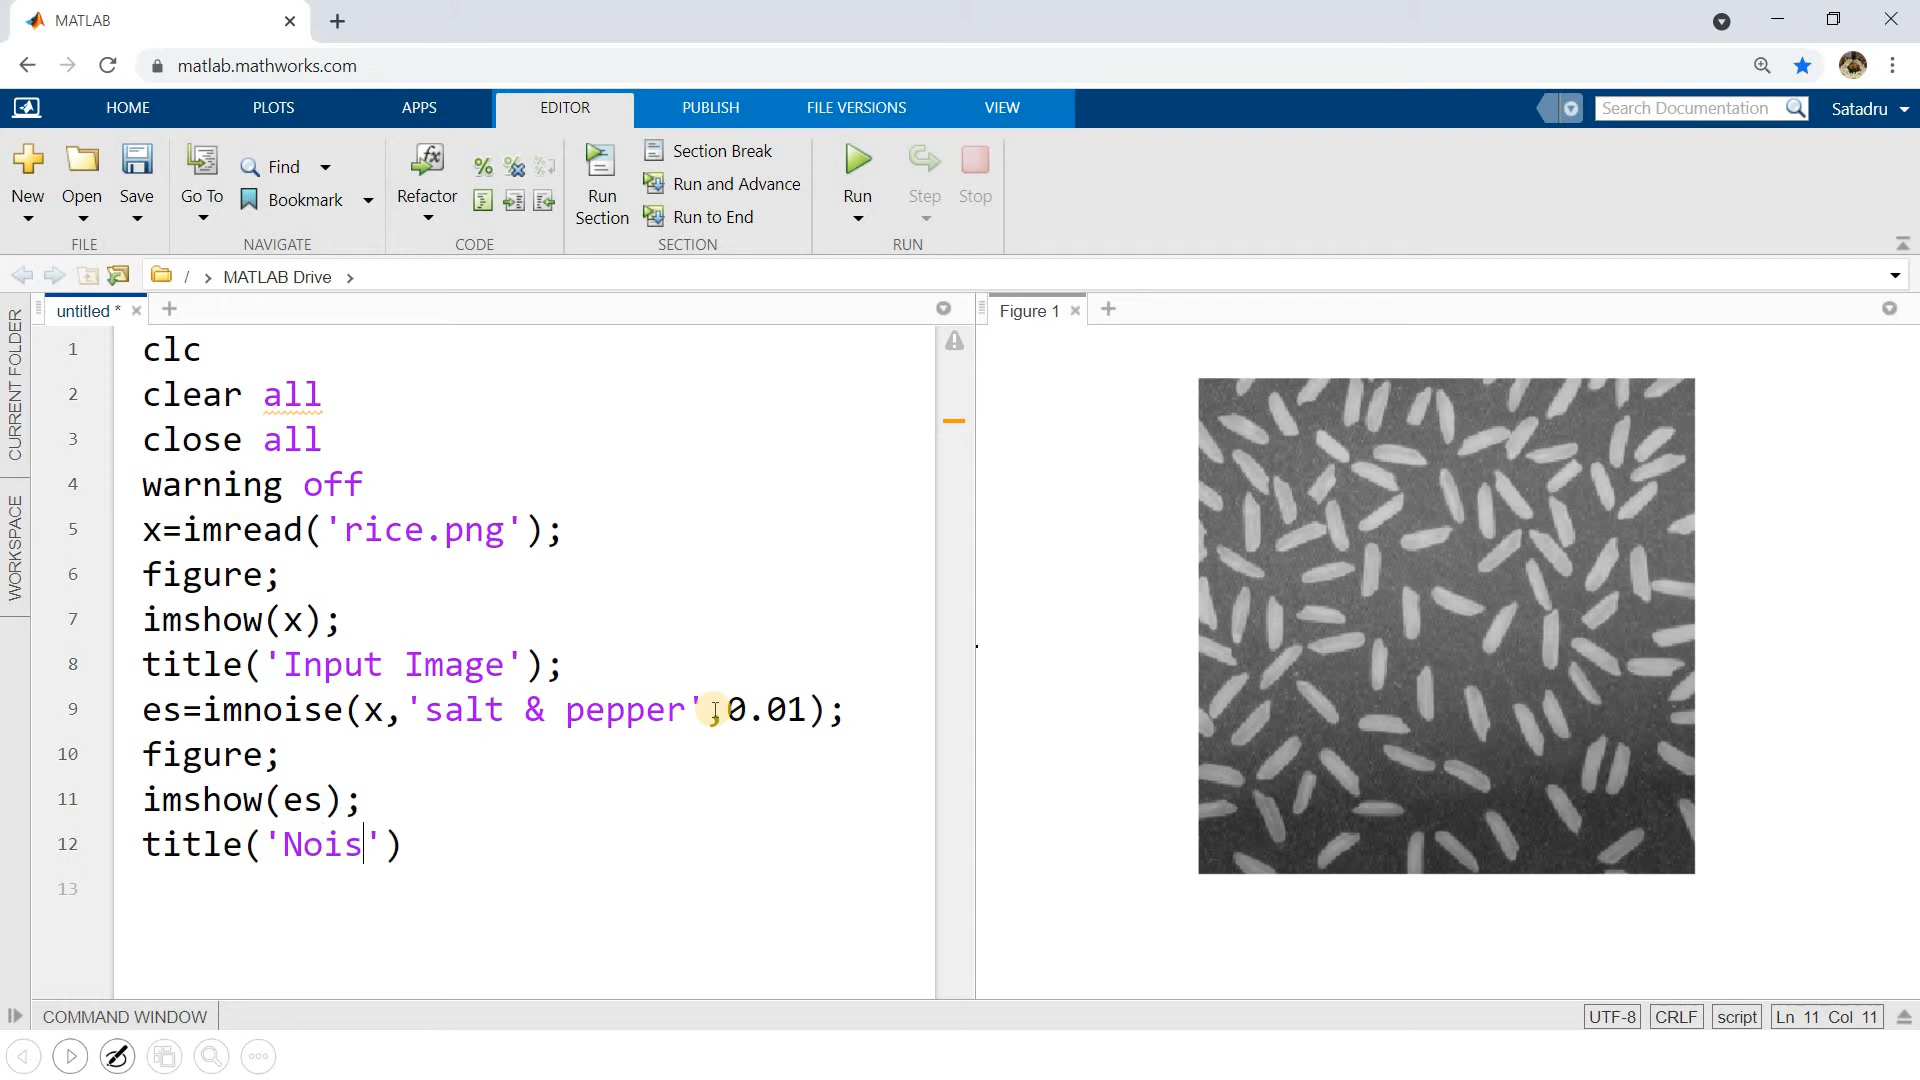 MATLAB
matlab.mathworks.com
HOME PLOTS APPS EDITOR PUBLISH FILE VERSIONS VIEW Search Documentation Satadru
New Open Save Go To Find Bookmark Refactor Run Section Section Break Run and Advance Run to End Run Step Stop
FILE NAVIGATE CODE SECTION RUN
/ MATLAB Drive
untitled * Figure 1
CURRENT FOLDER
WORKSPACE
1 clc
2 clear all
3 close all
4 warning off
5 x=imread('rice.png');
6 figure;
7 imshow(x);
8 title('Input Image');
9 es=imnoise(x,'salt & pepper',0.01);
10 figure;
11 imshow(es);
12 title('Nois')
13
COMMAND WINDOW UTF-8 CRLF script Ln 11 Col 11